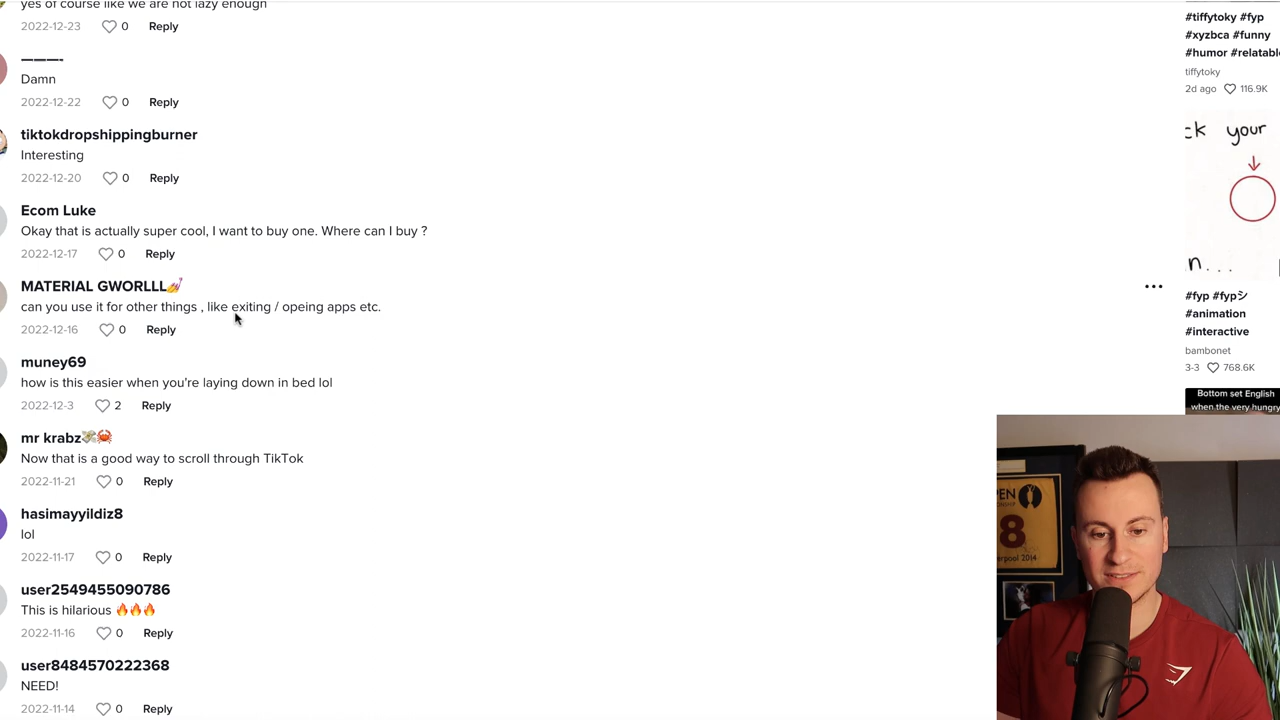 yes of course like we are not lazy enough
2022-12-23 0 Reply
————-
Damn
2022-12-22 0 Reply
tiktokdropshippingburner
Interesting
2022-12-20 0 Reply
Ecom Luke
Okay that is actually super cool, I want to buy one. Where can I buy ?
2022-12-17 0 Reply
MATERIAL GWORLLL💅
can you use it for other things , like exiting / opeing apps etc.
2022-12-16 0 Reply
muney69
how is this easier when you're laying down in bed lol
2022-12-3 2 Reply
mr krabz💸🦀
Now that is a good way to scroll through TikTok
2022-11-21 0 Reply
hasimayyildiz8
lol
2022-11-17 0 Reply
user2549455090786
This is hilarious 🔥🔥🔥
2022-11-16 0 Reply
user8484570222368
NEED!
2022-11-14 0 Reply
#tiffytoky #fyp
#xyzbca #funny
#humor #relatabl
tiffytoky
2d ago 116.9K
ck your
n...
#fyp #fypシ
#animation
#interactive
bambonet
3-3 768.6K
Bottom set English
when the very hungry
PEN
8
erpool 2014